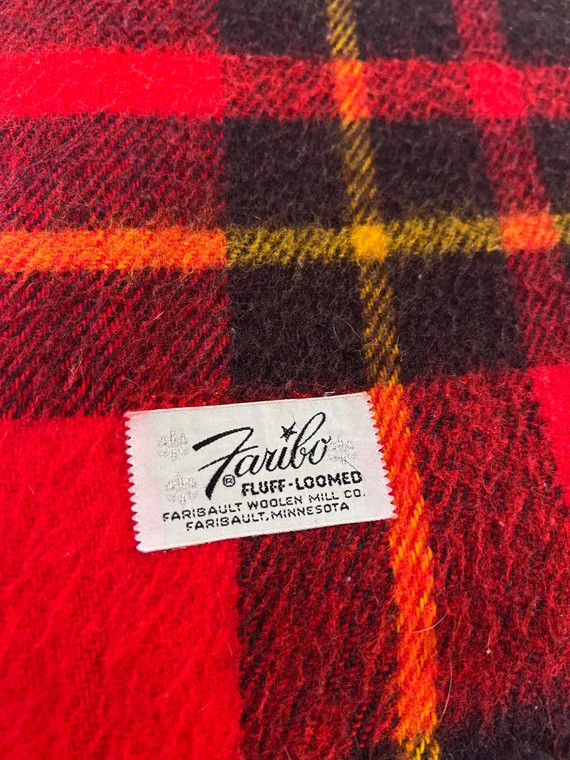 Faribo
® FLUFF-LOOMED
FARIBAULT WOOLEN MILL CO.
FARIBAULT, MINNESOTA